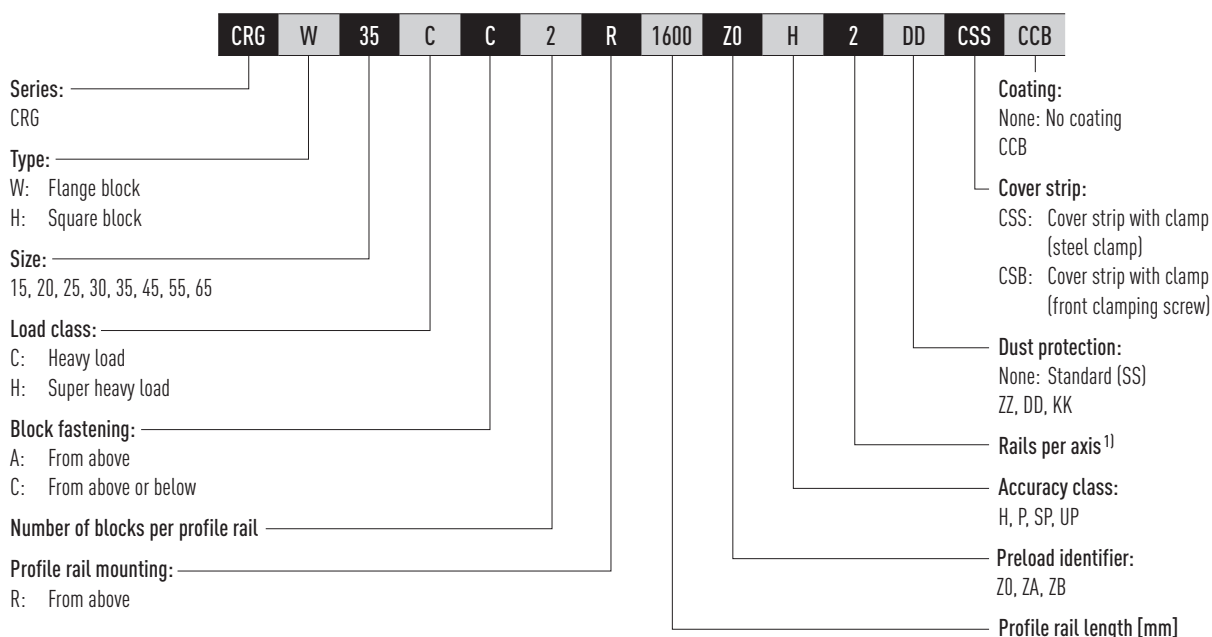 CRG W 35 C C 2 R 1600 Z0 H 2 DD CSS CCB
Series:
CRG
Type:
W: Flange block
H: Square block
Size:
15, 20, 25, 30, 35, 45, 55, 65
Load class:
C: Heavy load
H: Super heavy load
Block fastening:
A: From above
C: From above or below
Number of blocks per profile rail
Profile rail mounting:
R: From above
Coating:
None: No coating
CCB
Cover strip:
CSS: Cover strip with clamp
(steel clamp)
CSB: Cover strip with clamp
(front clamping screw)
Dust protection:
None: Standard (SS)
ZZ, DD, KK
Rails per axis 1)
Accuracy class:
H, P, SP, UP
Preload identifier:
Z0, ZA, ZB
Profile rail length [mm]